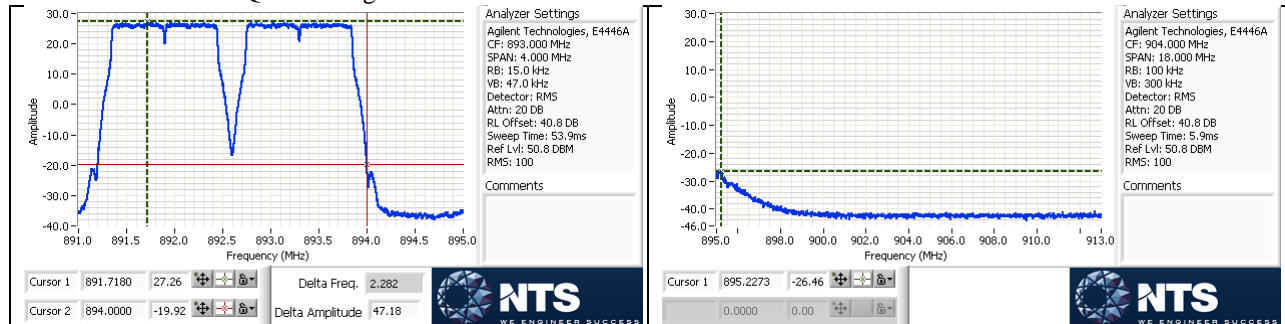 30.0
20.0
10.0
0.0
-10.0
-20.0
-30.0
-40.0
Amplitude
891.0 891.5 892.0 892.5 893.0 893.5 894.0 894.5 895.0
Frequency (MHz)
Analyzer Settings
Agilent Technologies, E4446A
CF: 893.000 MHz
SPAN: 4.000 MHz
RB: 15.0 kHz
VB: 47.0 kHz
Detector: RMS
Attn: 20 DB
RL Offset: 40.8 DB
Sweep Time: 53.9ms
Ref Lvl: 50.8 DBM
RMS: 100
Comments
Cursor 1 891.7180 27.26
Cursor 2 894.0000 -19.92
Delta Freq. 2.282
Delta Amplitude 47.18
NTS
WE ENGINEER SUCCESS
30.0
20.0
10.0
0.0
-10.0
-20.0
-30.0
-40.0
-46.0
Amplitude
895.0 898.0 900.0 902.0 904.0 906.0 908.0 910.0 913.0
Frequency (MHz)
Analyzer Settings
Agilent Technologies, E4446A
CF: 904.000 MHz
SPAN: 18.000 MHz
RB: 100 kHz
VB: 300 kHz
Detector: RMS
Attn: 20 DB
RL Offset: 40.8 DB
Sweep Time: 5.9ms
Ref Lvl: 50.8 DBM
RMS: 100
Comments
Cursor 1 895.2273 -26.46
0.0000 0.00
NTS
WE ENGINEER SUCCESS